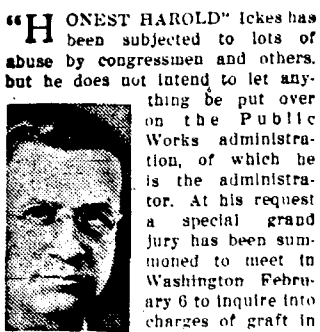 "HONEST HAROLD" Ickes has
been subjected to lots of
abuse by congressmen and others.
but he does not intend to let any-
thing be put over
on the Public
Works administra-
tion, of which he
is the administra-
tor. At his request
a special grand
jury has been sum-
moned to meet in
Washington Febru-
ary 6 to inquire into
charges of graft in